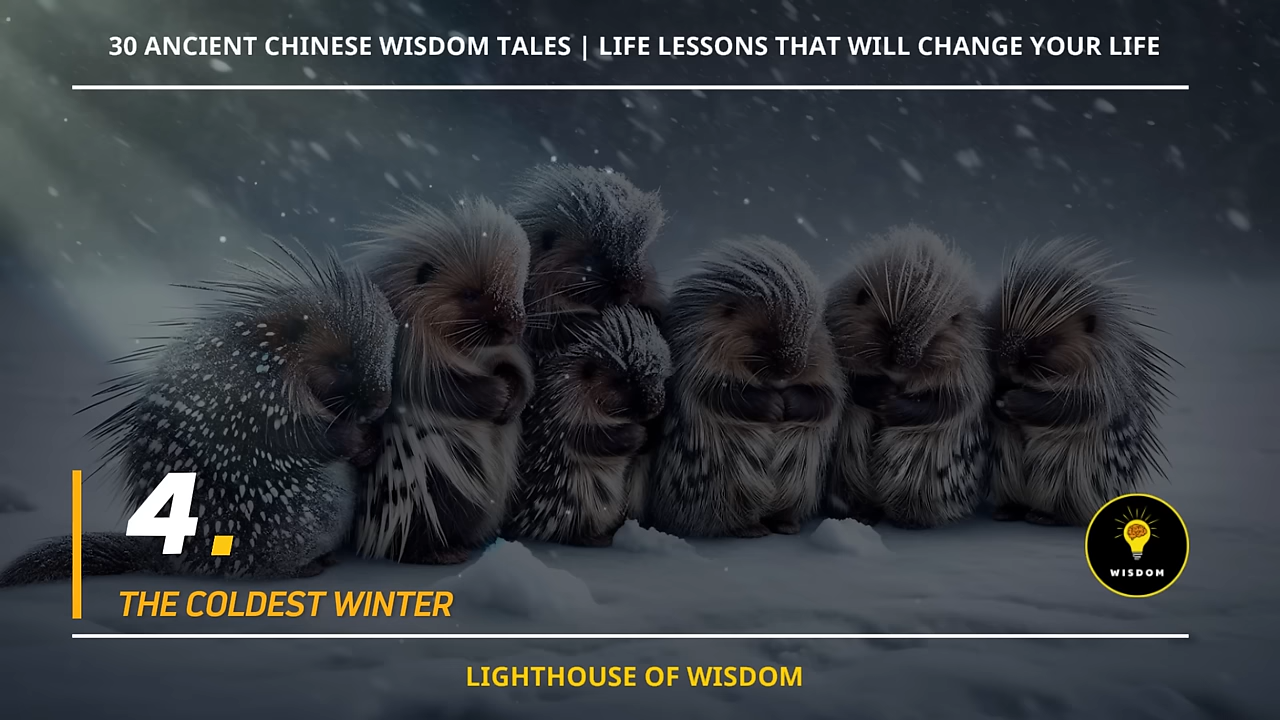 30 ANCIENT CHINESE WISDOM TALES | LIFE LESSONS THAT WILL CHANGE YOUR LIFE
4.
THE COLDEST WINTER
WISDOM
LIGHTHOUSE OF WISDOM